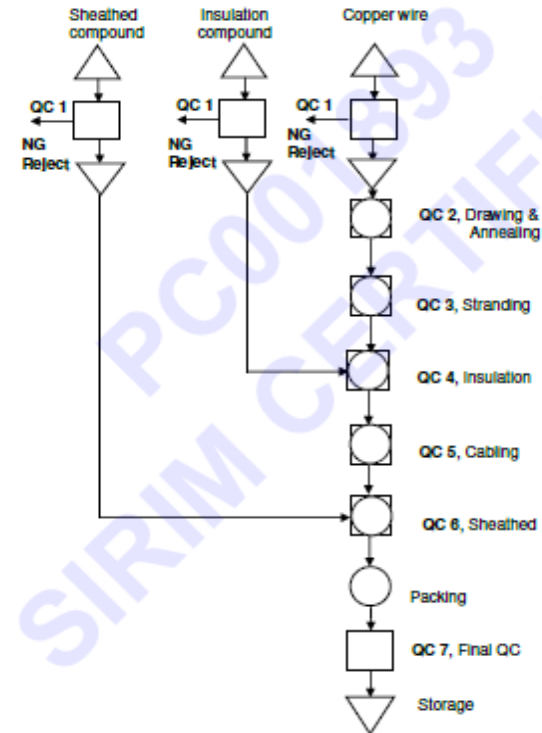 Sheathed
compound
Insulation
compound
Copper wire
QC 1
NG
Reject
QC 1
NG
Reject
QC 1
NG
Reject
QC 2, Drawing &
Annealing
QC 3, Stranding
QC 4, Insulation
QC 5, Cabling
QC 6, Sheathed
Packing
QC 7, Final QC
Storage
PC001893
SIRIM CERTIFI